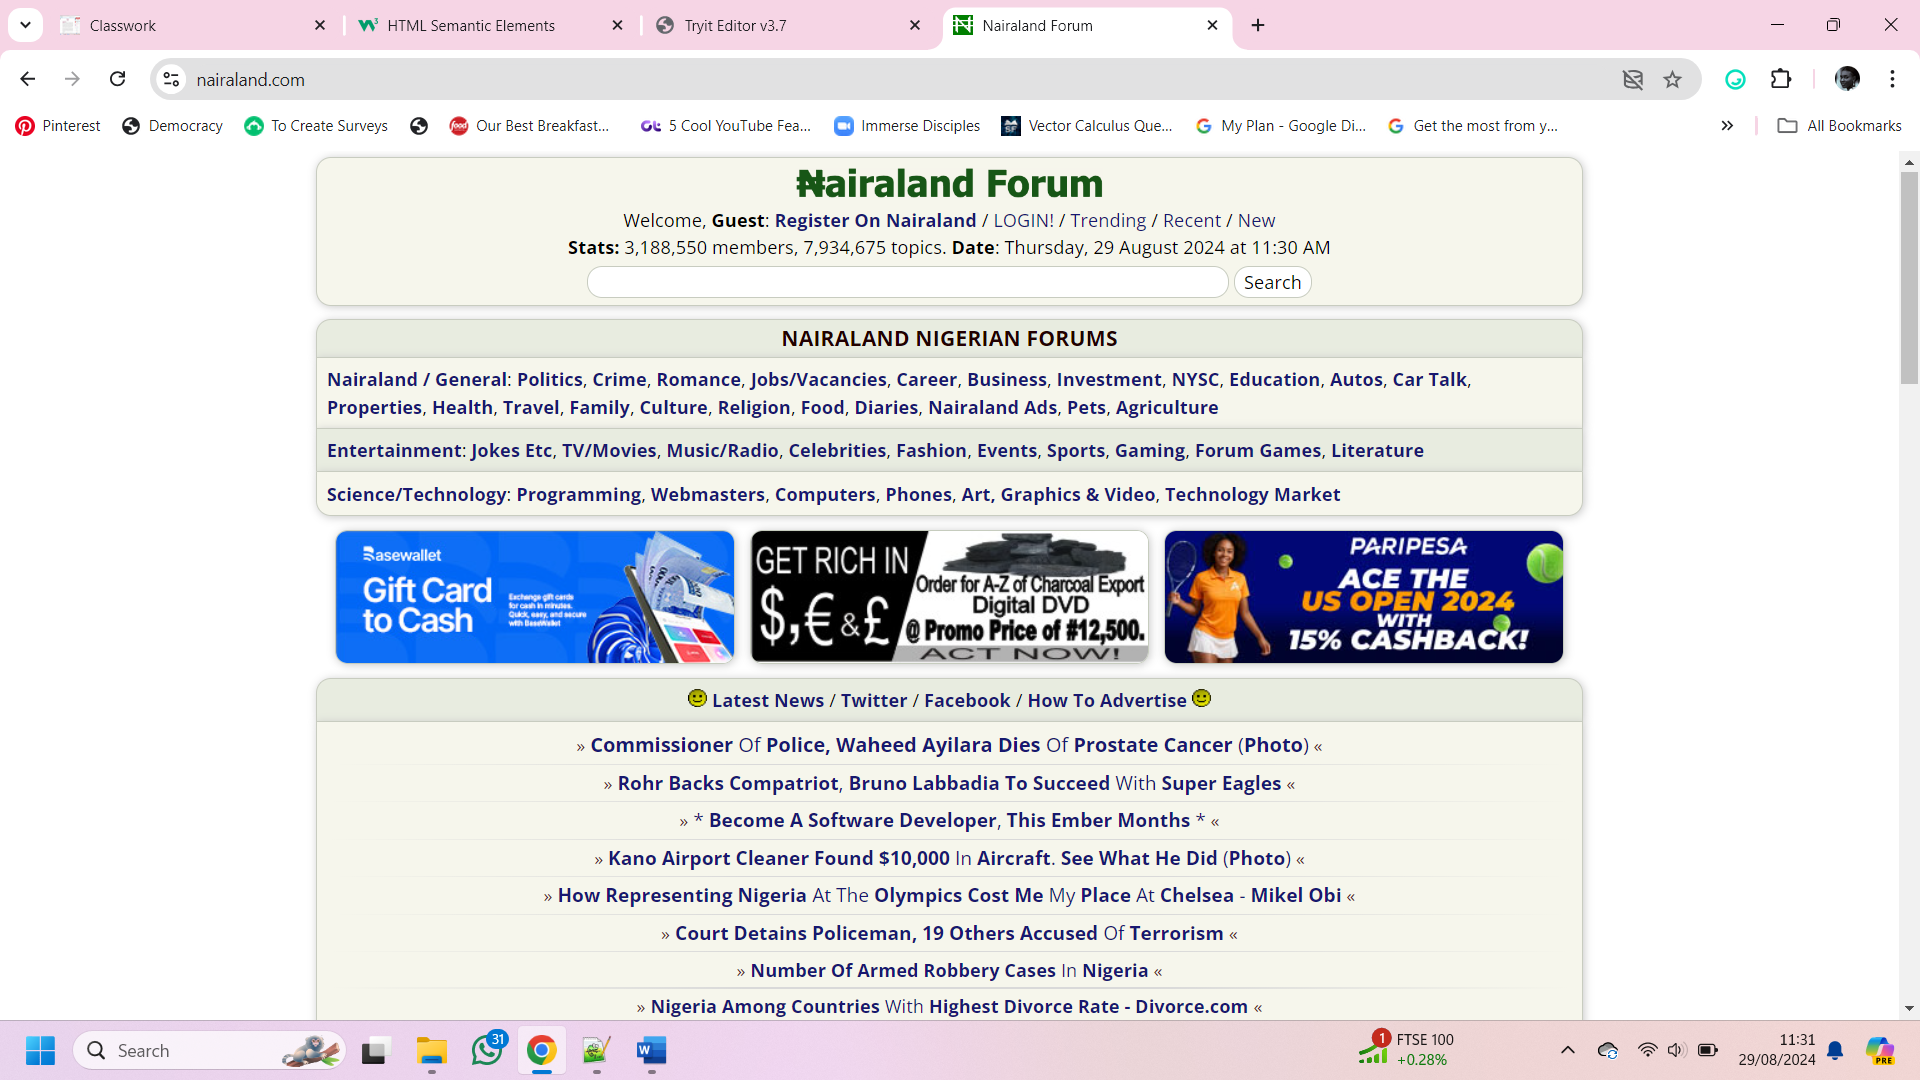 Classwork
HTML Semantic Elements
Tryit Editor v3.7
Nairaland Forum
nairaland.com
Pinterest
Democracy
To Create Surveys
food
Our Best Breakfast...
5 Cool YouTube Fea...
Immerse Disciples
SF
Vector Calculus Que...
My Plan - Google Di...
Get the most from y...
All Bookmarks
₦airaland Forum
Welcome, Guest: Register On Nairaland / LOGIN! / Trending / Recent / New
Stats: 3,188,550 members, 7,934,675 topics. Date: Thursday, 29 August 2024 at 11:30 AM
Search
NAIRALAND NIGERIAN FORUMS
Nairaland / General: Politics, Crime, Romance, Jobs/Vacancies, Career, Business, Investment, NYSC, Education, Autos, Car Talk,
Properties, Health, Travel, Family, Culture, Religion, Food, Diaries, Nairaland Ads, Pets, Agriculture
Entertainment: Jokes Etc, TV/Movies, Music/Radio, Celebrities, Fashion, Events, Sports, Gaming, Forum Games, Literature
Science/Technology: Programming, Webmasters, Computers, Phones, Art, Graphics & Video, Technology Market
Basewallet
Gift Card
to Cash
Exchange gift cards
for cash in minutes.
Quick, easy, and secure
with BaseWallet
GET RICH IN
$,€ & £
Order for A-Z of Charcoal Export
Digital DVD
@ Promo Price of #12,500.
ACT NOW!
PARIPESA
ACE THE
US OPEN 2024
WITH
15% CASHBACK!
Latest News / Twitter / Facebook / How To Advertise
» Commissioner Of Police, Waheed Ayilara Dies Of Prostate Cancer (Photo) «
» Rohr Backs Compatriot, Bruno Labbadia To Succeed With Super Eagles «
» * Become A Software Developer, This Ember Months * «
» Kano Airport Cleaner Found $10,000 In Aircraft. See What He Did (Photo) «
» How Representing Nigeria At The Olympics Cost Me My Place At Chelsea - Mikel Obi «
» Court Detains Policeman, 19 Others Accused Of Terrorism «
» Number Of Armed Robbery Cases In Nigeria «
» Nigeria Among Countries With Highest Divorce Rate - Divorce.com «
Search
31
W
1
FTSE 100
+0.28%
11:31
29/08/2024
PRE